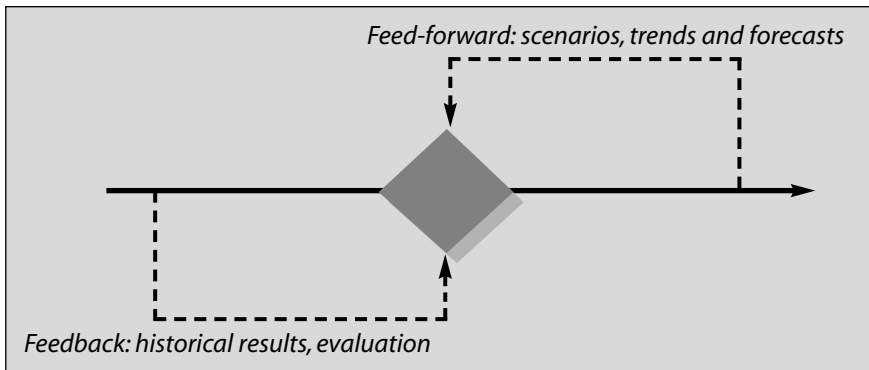 Feed-forward: scenarios, trends and forecasts
Feedback: historical results, evaluation